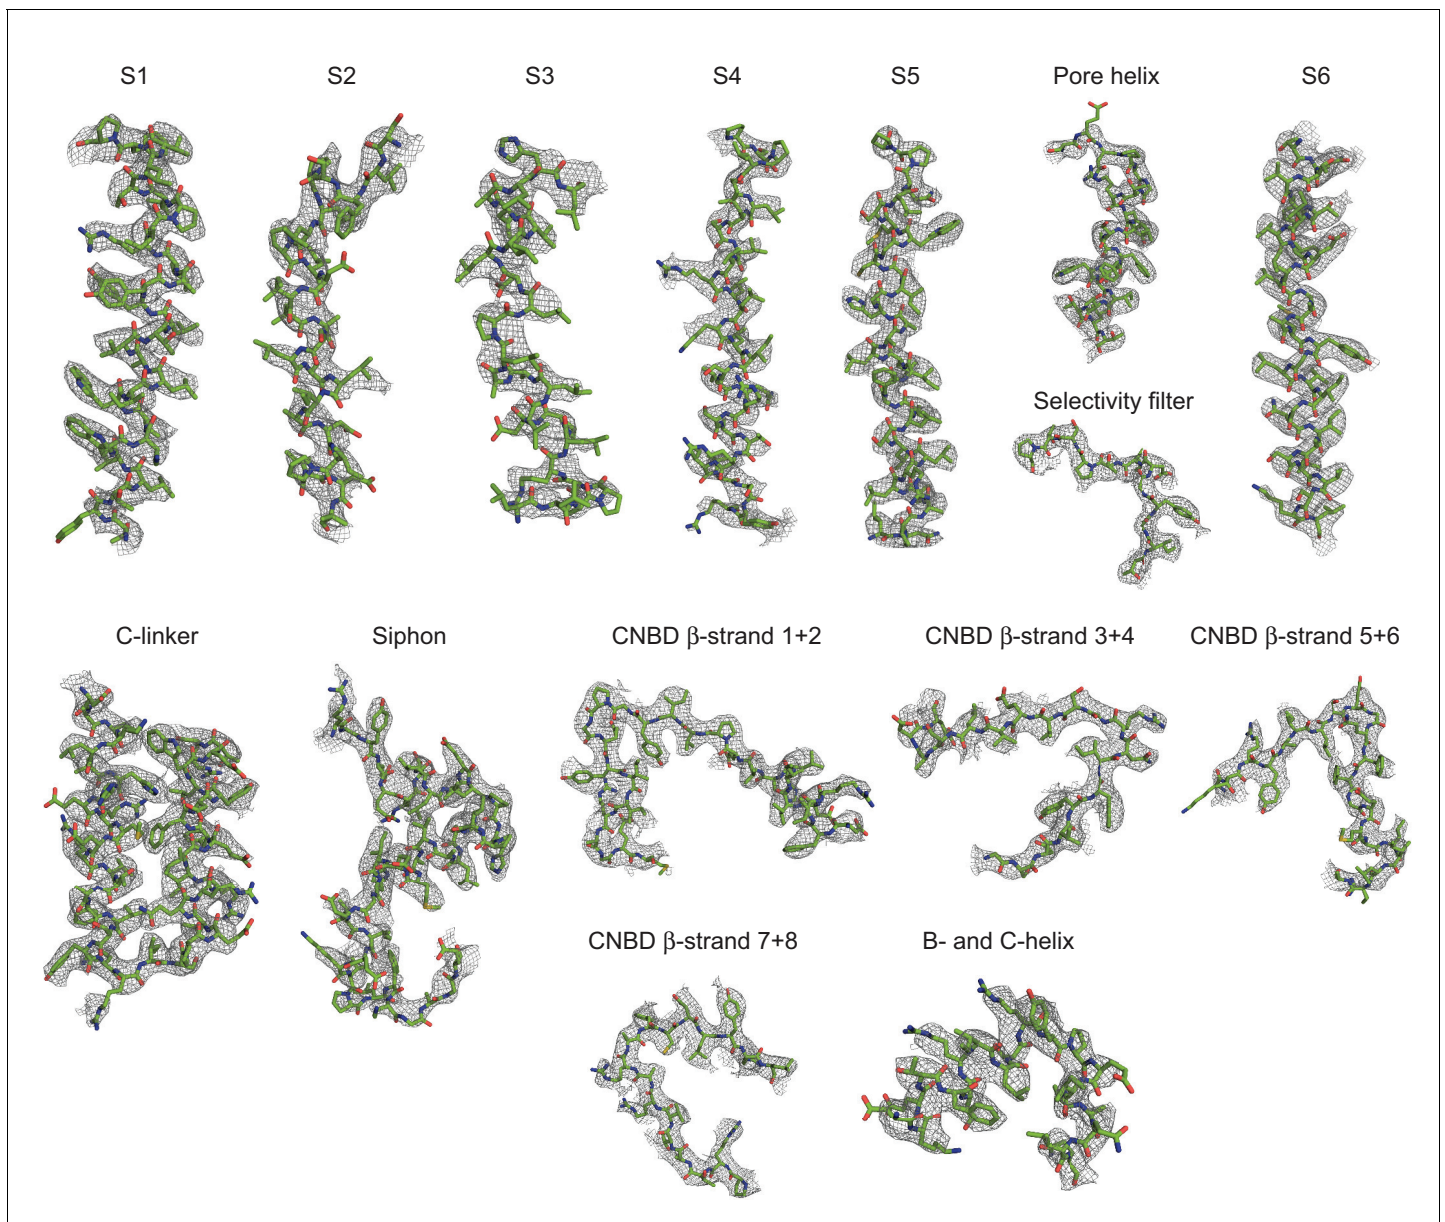 S1
S2
S3
S4
S5
Pore helix
S6
Selectivity filter
C-linker
Siphon
CNBD β-strand 1+2
CNBD β-strand 3+4
CNBD β-strand 5+6
CNBD β-strand 7+8
B- and C-helix